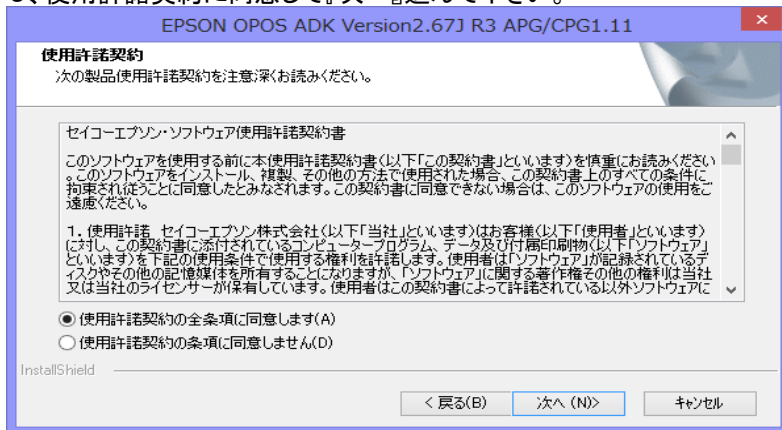 EPSON OPOS ADK Version2.67J R3 APG/CPG1.11
使用許諾契約
次の製品使用許諾契約を注意深くお読みください。
セイコーエプソン・ソフトウェア使用許諾契約書
このソフトウェアを使用する前に本使用許諾契約書(以下「この契約書」といいます)を慎重にお読みください
。このソフトウェアをインストール、複製、その他の方法で使用された場合、この契約書上のすべての条件に
拘束され従うことに同意したとみなされます。この契約書に同意できない場合は、このソフトウェアの使用をご
遠慮ください。
1. 使用許諾 セイコーエプソン株式会社(以下「当社」といいます)はお客様(以下「使用者」といいます)
に対し、この契約書に添付されているコンピュータープログラム、データ及び付属印刷物(以下「ソフトウェア」
といいます)を下記の使用条件で使用する権利を許諾します。使用者は「ソフトウェア」が記録されているデ
ィスクやその他の記憶媒体を所有することになりますが、「ソフトウェア」に関する著作権その他の権利は当社
又は当社のライセンサーが保有しています。使用者はこの契約書によって許諾されている以外ソフトウェアに
使用許諾契約の全条項に同意します(A)
使用許諾契約の条項に同意しません(D)
InstallShield
< 戻る(B)
次へ (N)>
キャンセル